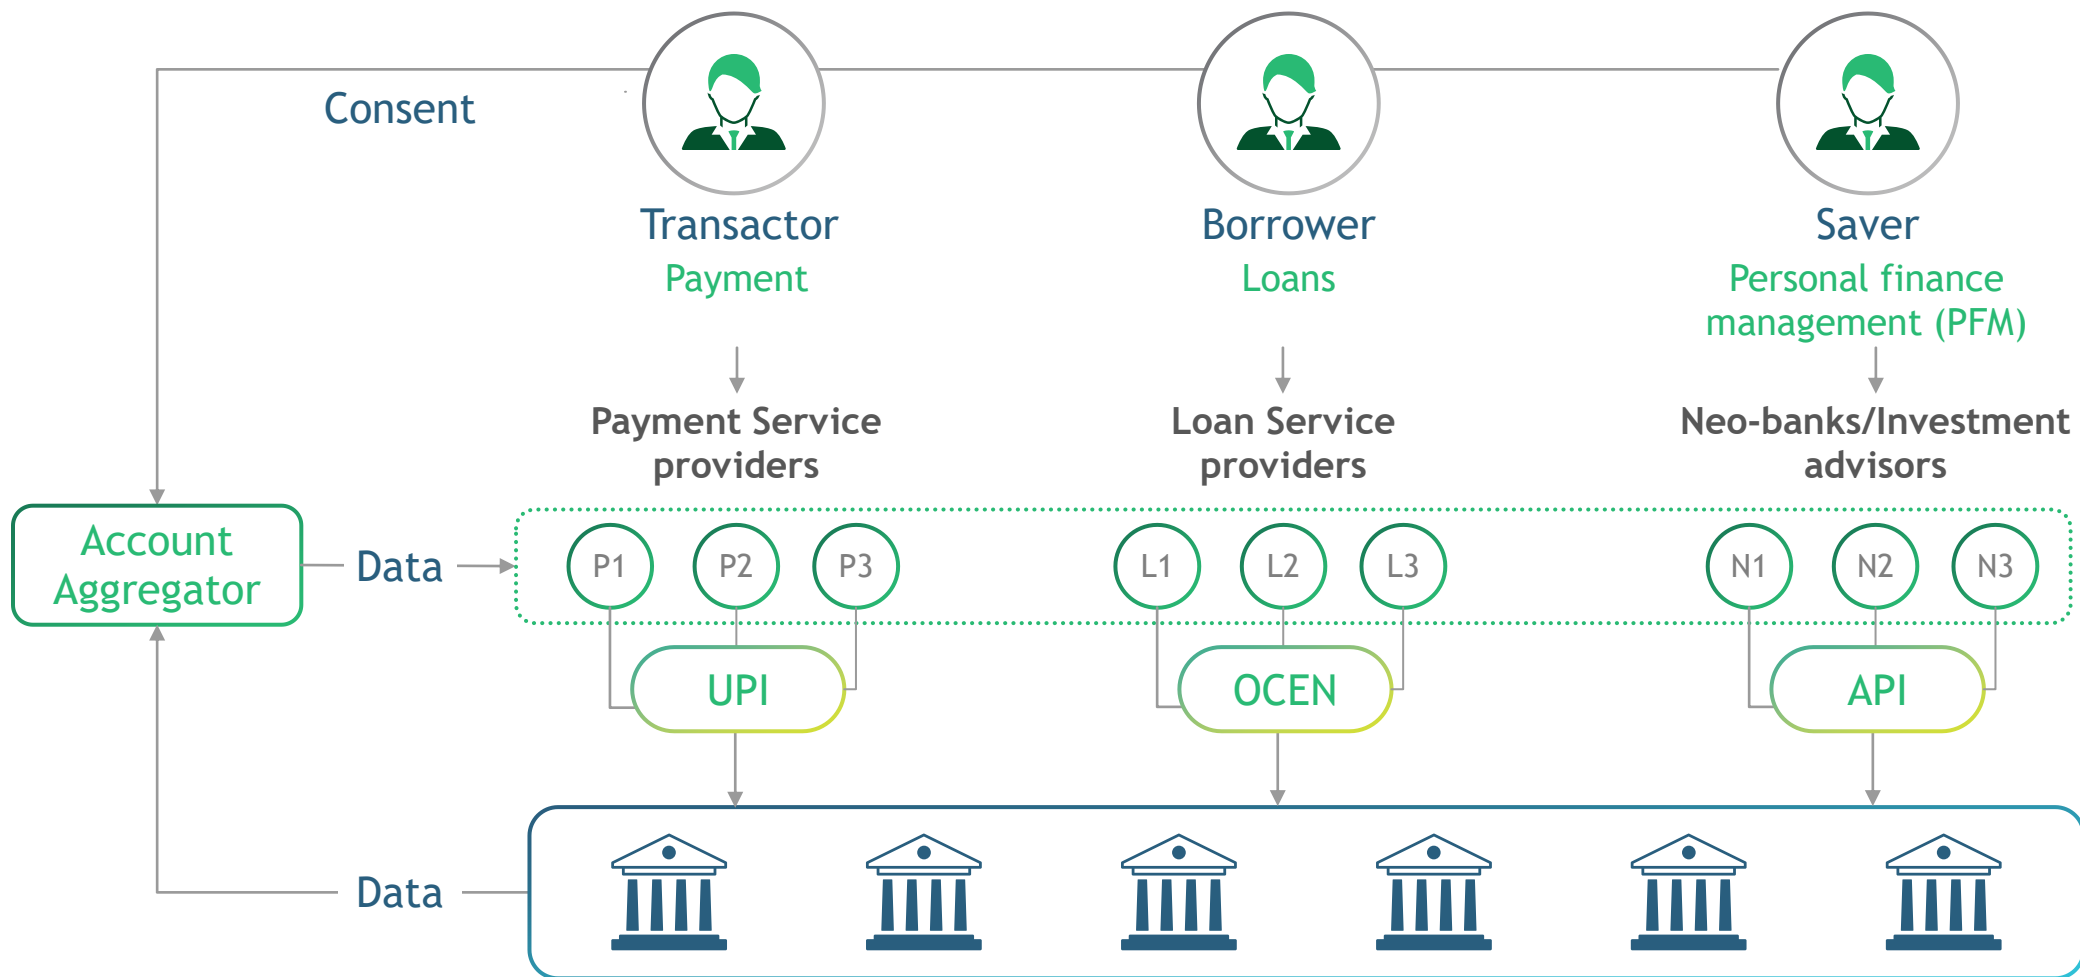 Consent
Transactor
Payment
Borrower
Loans
Saver
Personal finance
management (PFM)
Payment Service
providers
Loan Service
providers
Neo-banks/Investment
advisors
Account
Aggregator
Data
P1
P2
P3
L1
L2
L3
N1
N2
N3
UPI
OCEN
API
Data